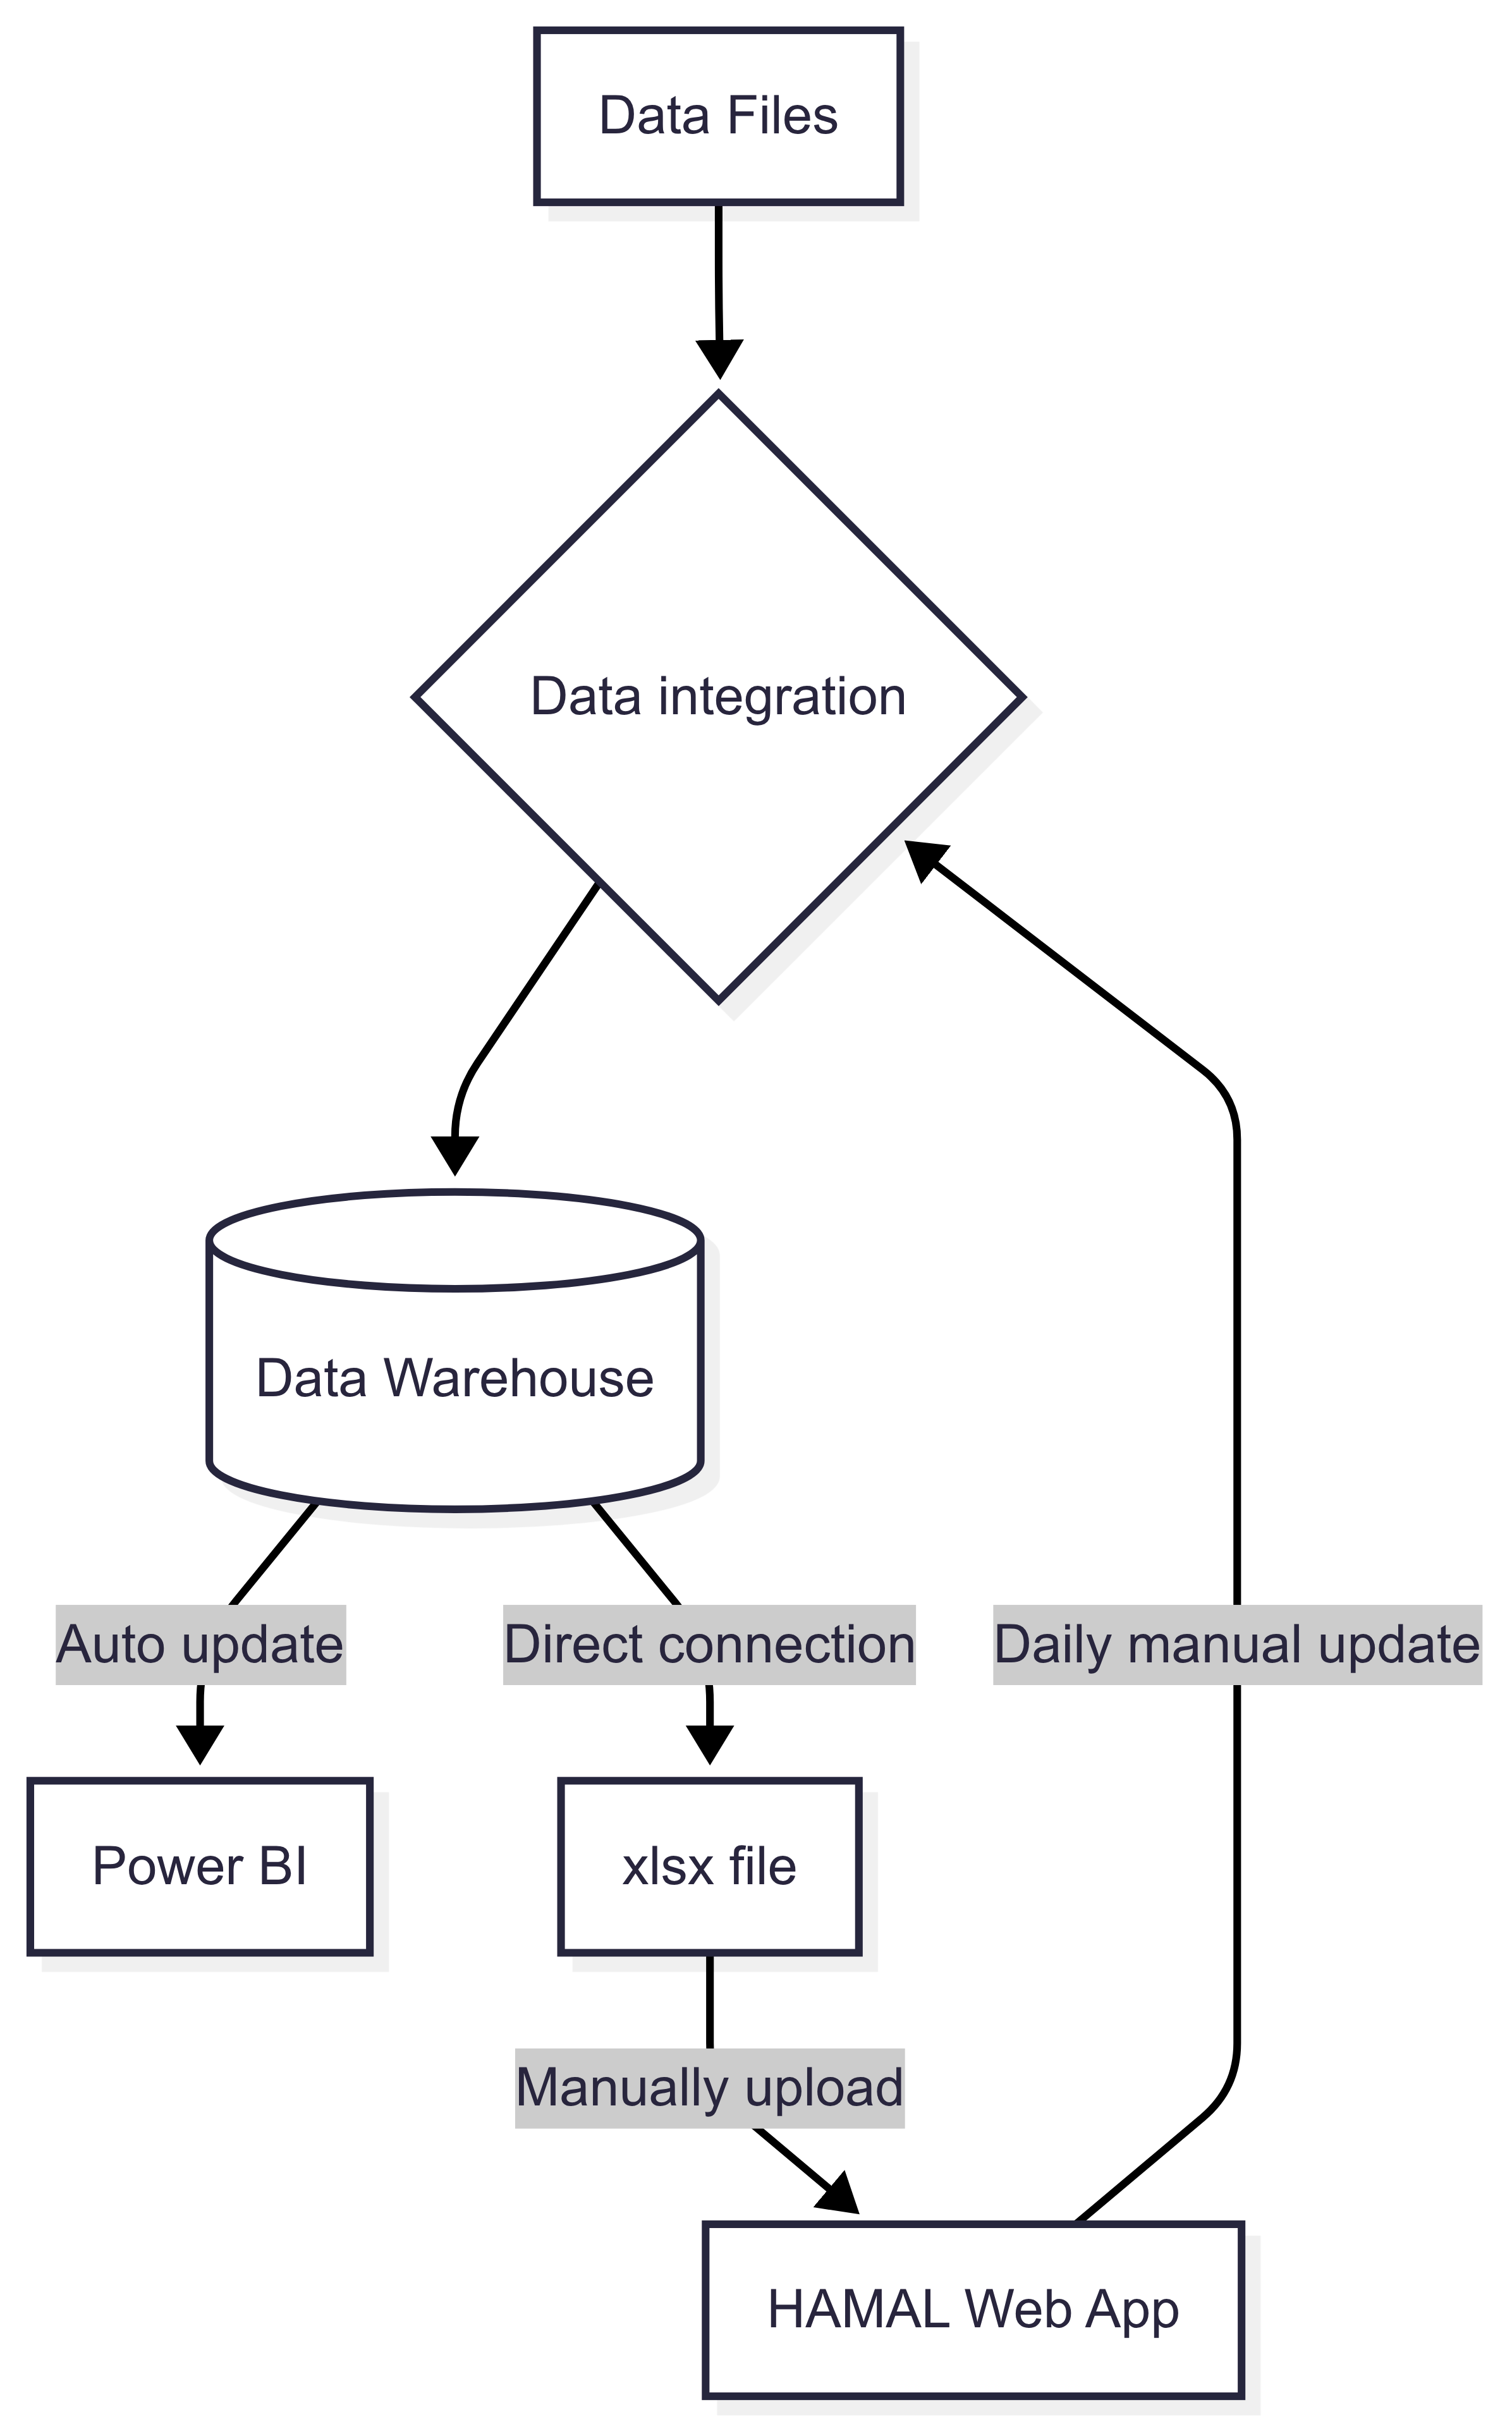 Data Files
Data integration
Data Warehouse
Auto update
Direct connection
Daily manual update
Power BI
xlsx file
Manually upload
HAMAL Web App